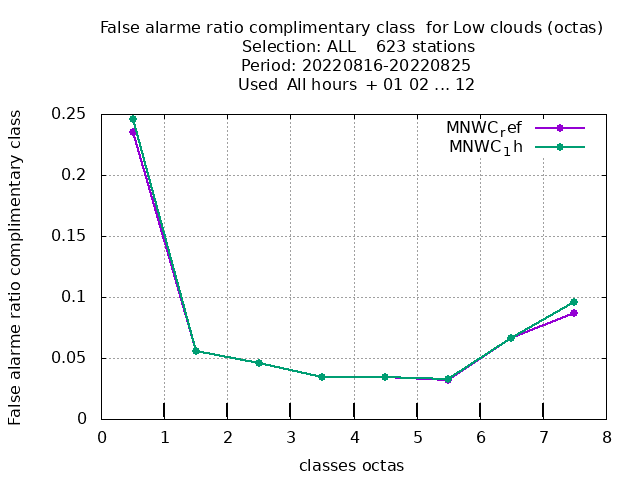 False alarme ratio complimentary class  for Low clouds (octas)
Selection: ALL    623 stations
Period: 20220816-20220825
Used  All hours  + 01 02 ... 12
MNWC_ref
MNWC_1h
False alarme ratio complimentary class
0.25
0.2
0.15
0.1
0.05
0
0 1 2 3 4 5 6 7 8
classes octas